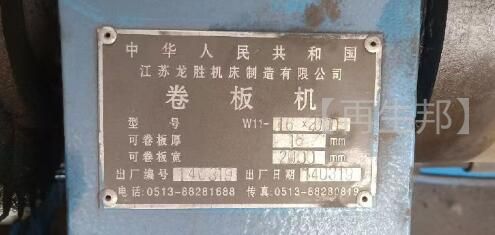 中华人民共和国
江苏龙胜机床制造有限公司
卷板机
型号 W11-16×2000
可卷板厚 16 mm
可卷板宽 2000 mm
出厂编号 140319 出厂日期 140319
电话:0513-88281688 传真:0513-88280819
【再生邦】